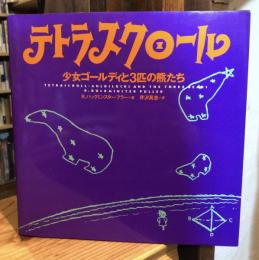 テトラスクロール
少女ゴールディと3匹の熊たち
TETRASCROLL-GOLDILOCKS AND THE THREE BEARS
R・バックミンスター・フラー・著 芹沢高志・訳
R・BUCKMINSTER FULLER
A
B
C
D